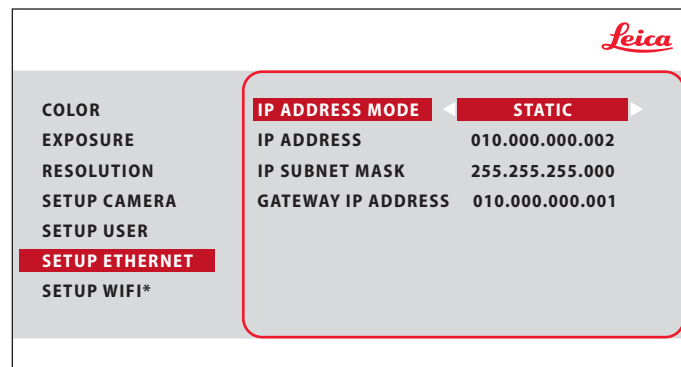 Leica
COLOR
EXPOSURE
RESOLUTION
SETUP CAMERA
SETUP USER
SETUP ETHERNET
SETUP WIFI*
IP ADDRESS MODE STATIC
IP ADDRESS 010.000.000.002
IP SUBNET MASK 255.255.255.000
GATEWAY IP ADDRESS 010.000.000.001